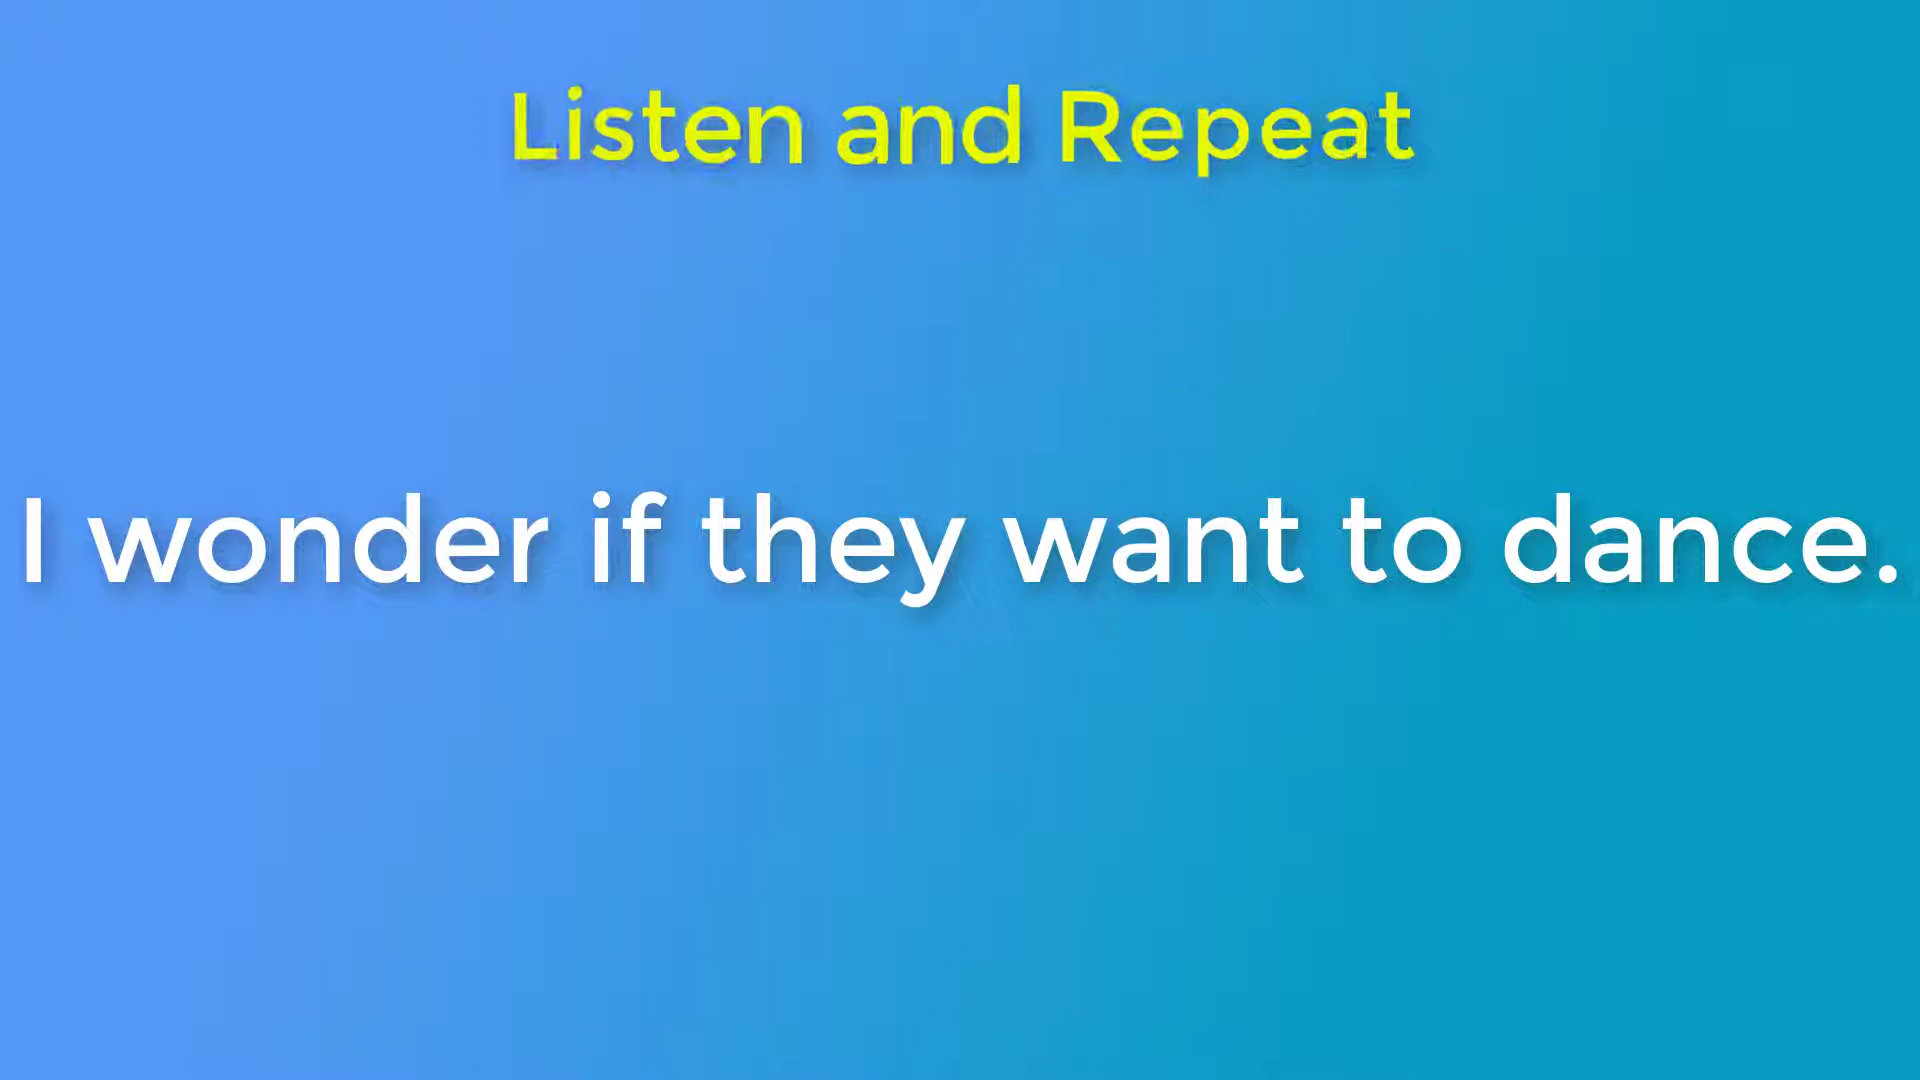 Listen and Repeat
I wonder if they want to dance.